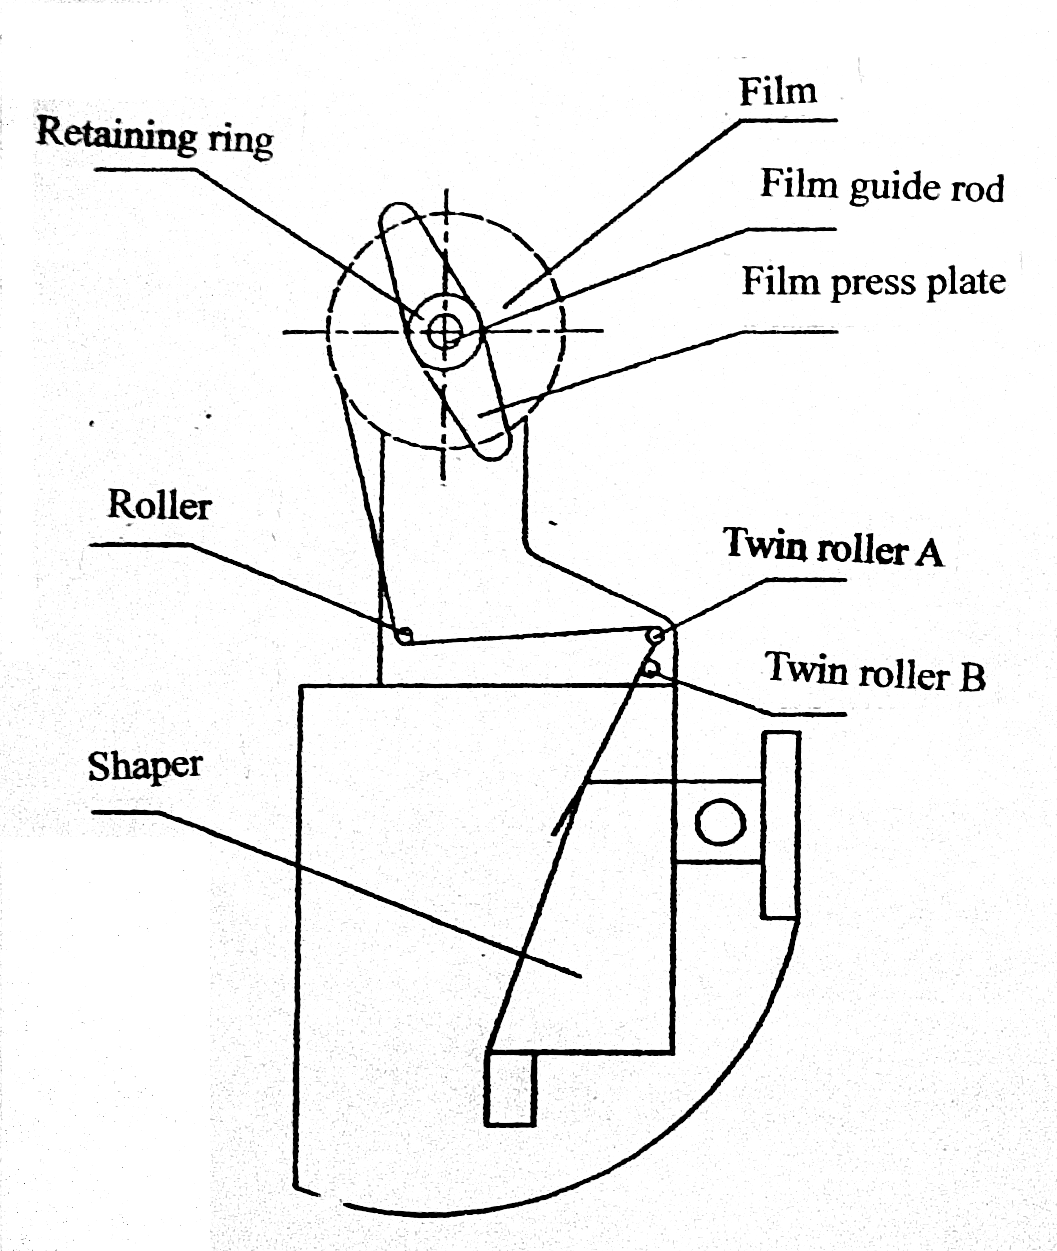 Film
Retaining ring
Film guide rod
Film press plate
Roller
Twin roller A
Twin roller B
Shaper